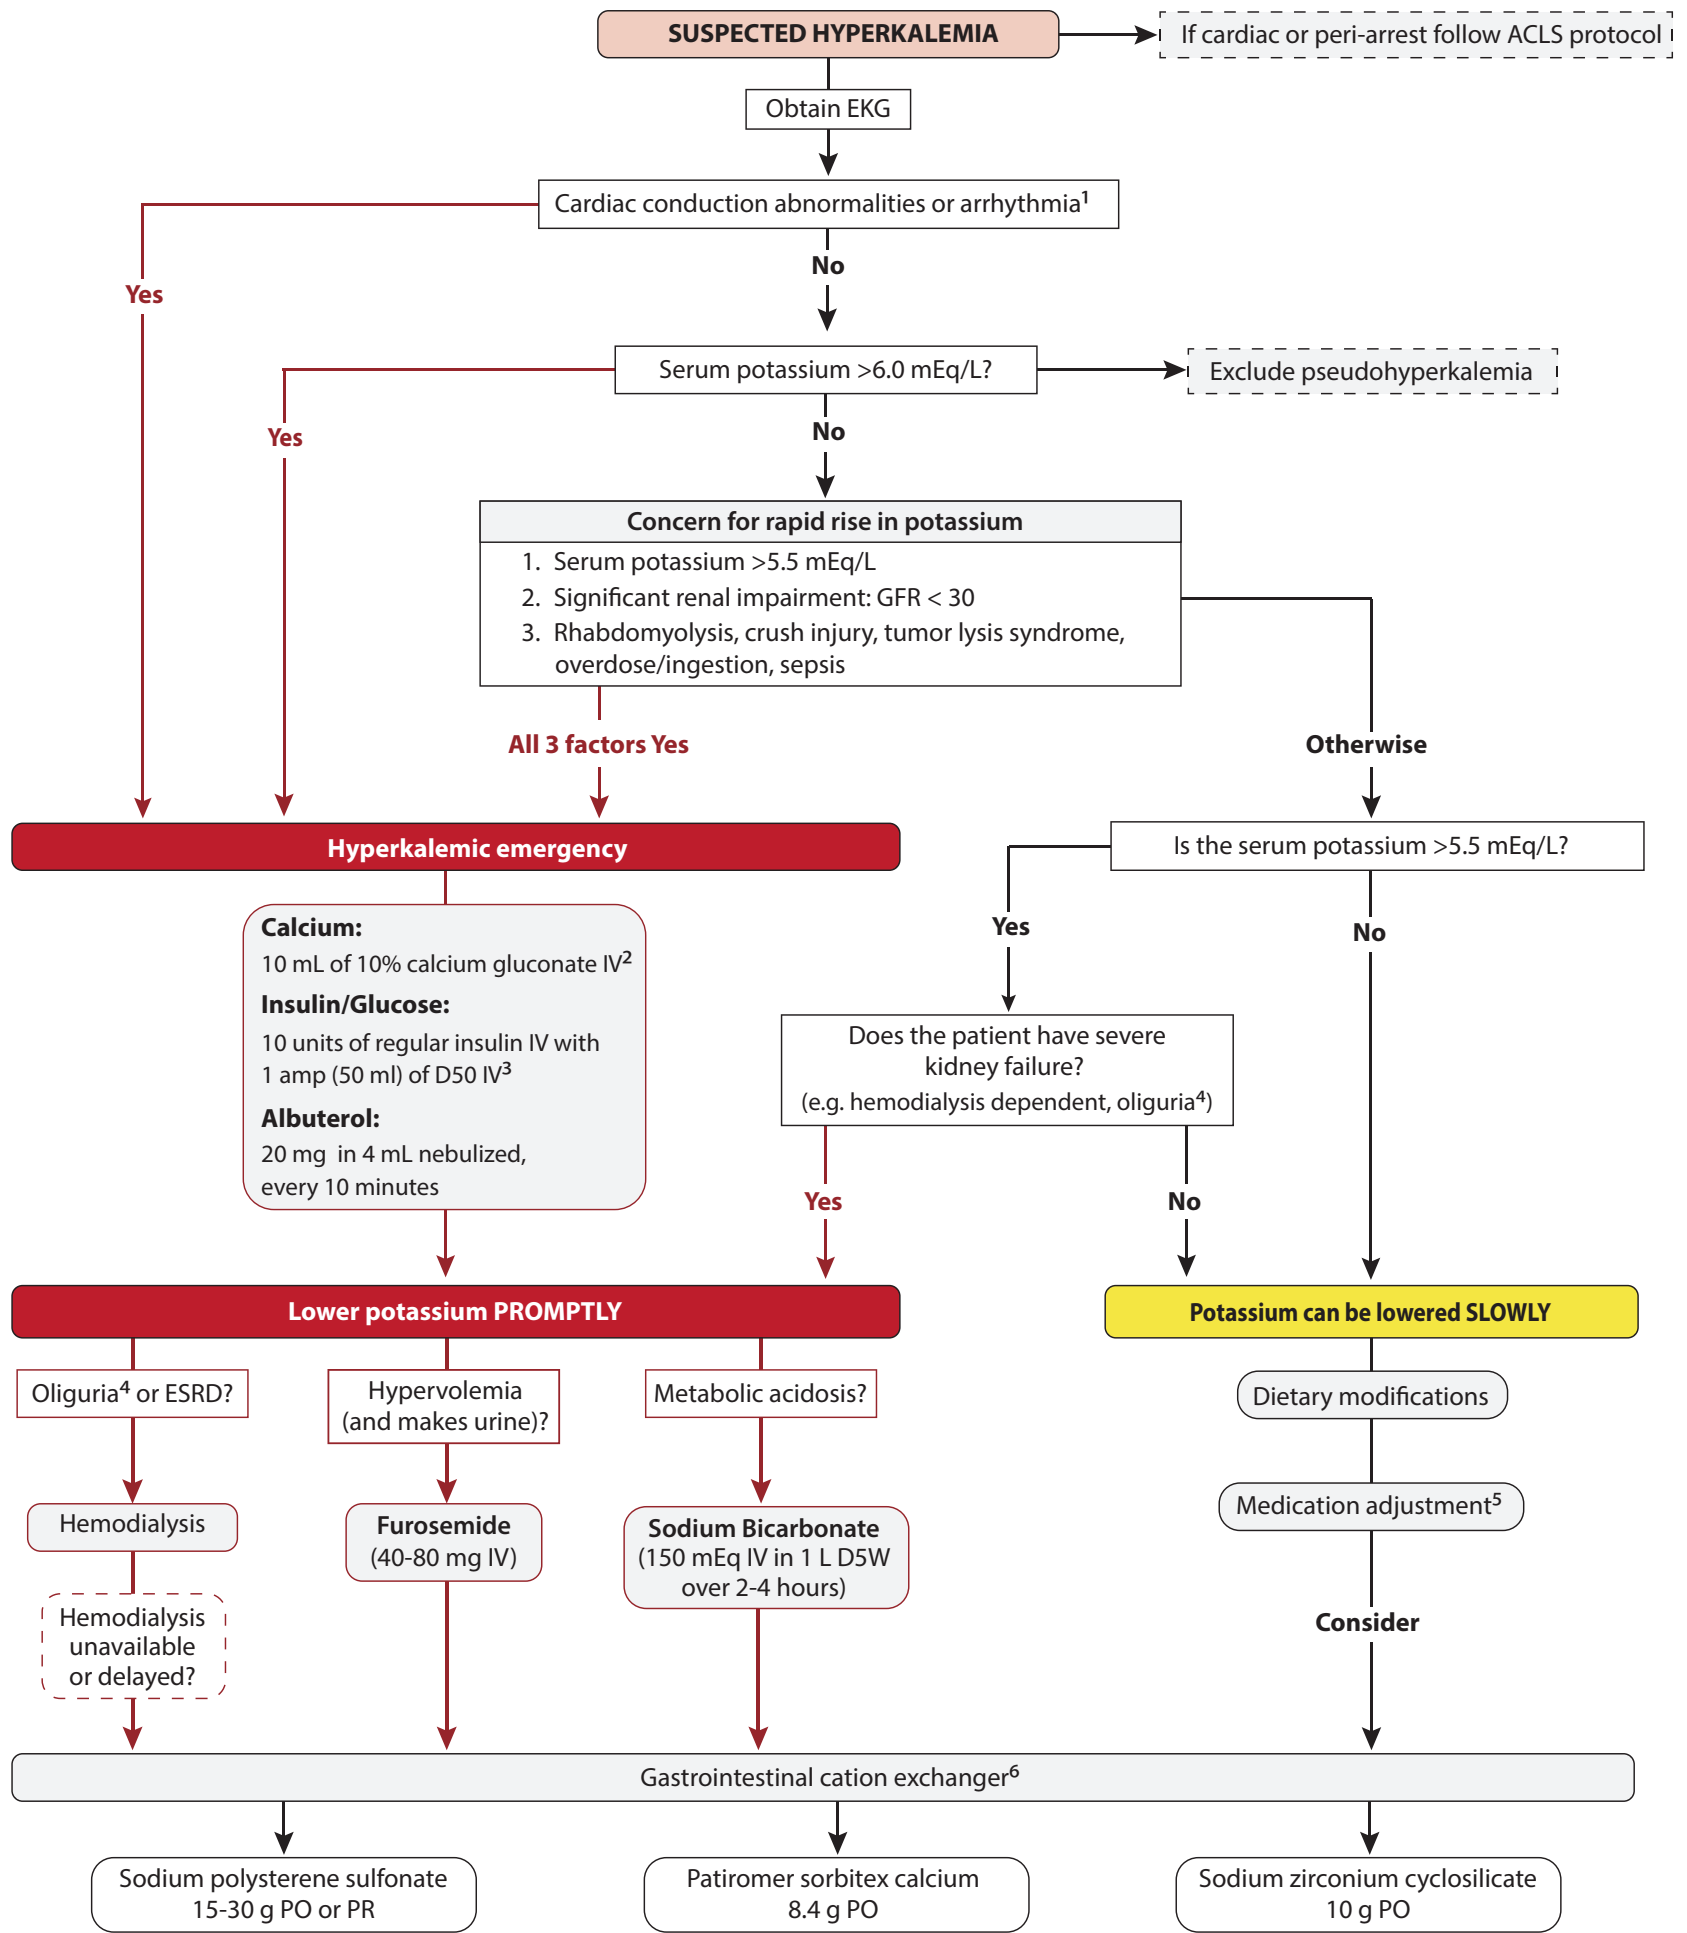 SUSPECTED HYPERKALEMIA
If cardiac or peri-arrest follow ACLS protocol
Obtain EKG
Cardiac conduction abnormalities or arrhythmia¹
No
Yes
Serum potassium >6.0 mEq/L?
Exclude pseudohyperkalemia
No
Yes
Concern for rapid rise in potassium
1. Serum potassium >5.5 mEq/L
2. Significant renal impairment: GFR < 30
3. Rhabdomyolysis, crush injury, tumor lysis syndrome,
overdose/ingestion, sepsis
All 3 factors Yes
Otherwise
Hyperkalemic emergency
Is the serum potassium >5.5 mEq/L?
Yes
No
Calcium:
10 mL of 10% calcium gluconate IV²
Insulin/Glucose:
10 units of regular insulin IV with
1 amp (50 ml) of D50 IV³
Albuterol:
20 mg in 4 mL nebulized,
every 10 minutes
Does the patient have severe
kidney failure?
(e.g. hemodialysis dependent, oliguria⁴)
Yes
No
Lower potassium PROMPTLY
Potassium can be lowered SLOWLY
Oliguria⁴ or ESRD?
Hypervolemia
(and makes urine)?
Metabolic acidosis?
Dietary modifications
Hemodialysis
Furosemide
(40-80 mg IV)
Sodium Bicarbonate
(150 mEq IV in 1 L D5W
over 2-4 hours)
Medication adjustment⁵
Hemodialysis
unavailable
or delayed?
Consider
Gastrointestinal cation exchanger⁶
Sodium polysterene sulfonate
15-30 g PO or PR
Patiromer sorbitex calcium
8.4 g PO
Sodium zirconium cyclosilicate
10 g PO